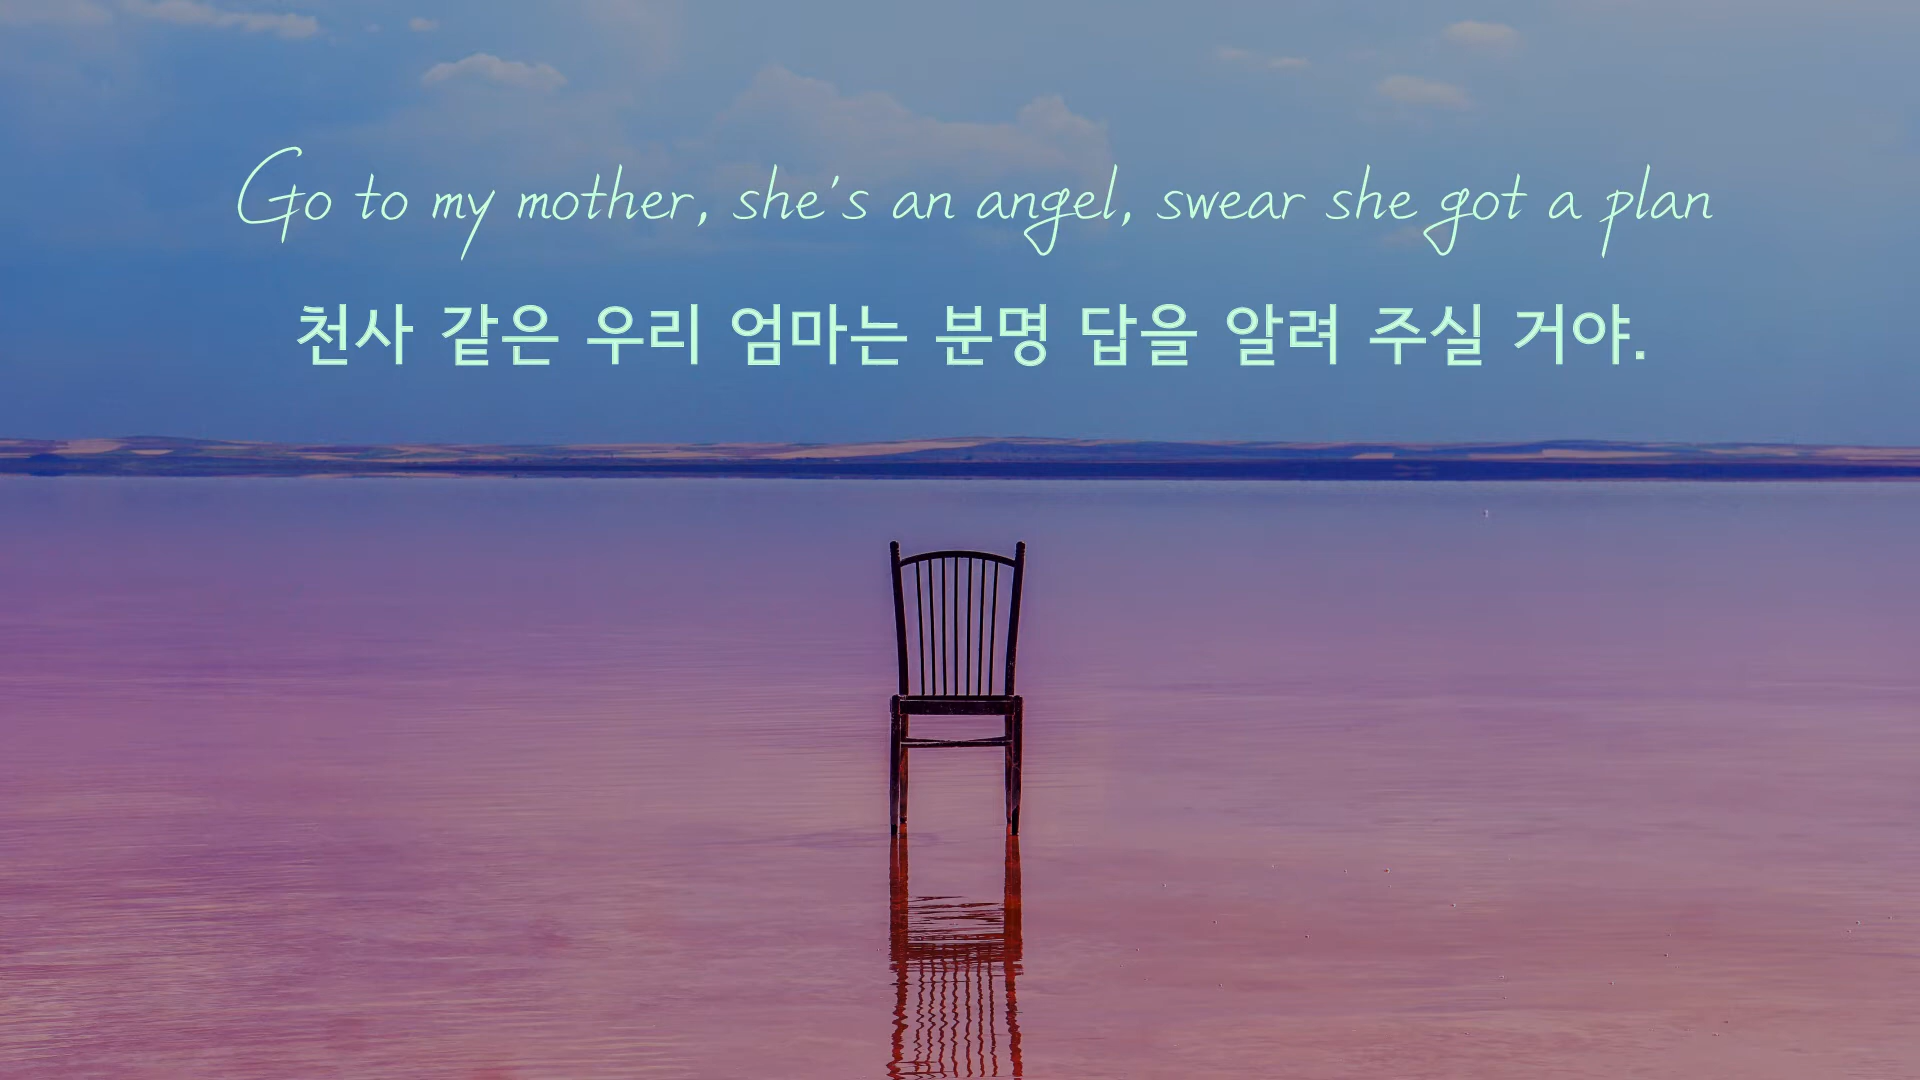 Go to my mother, she's an angel, swear she got a plan
천사 같은 우리 엄마는 분명 답을 알려 주실 거야.